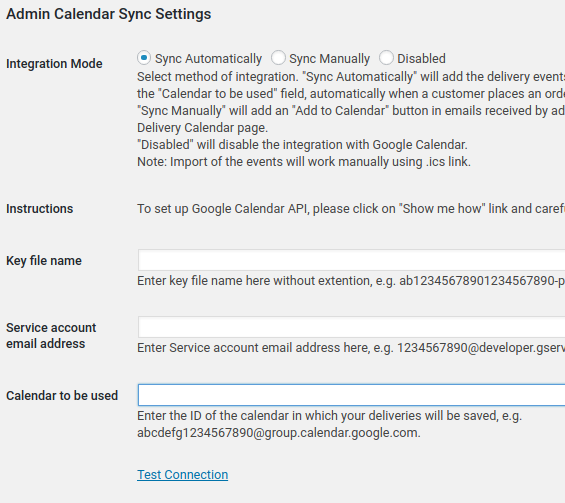 Admin Calendar Sync Settings
Integration Mode
Sync Automatically Sync Manually Disabled
Select method of integration. "Sync Automatically" will add the delivery events
the "Calendar to be used" field, automatically when a customer places an
"Sync Manually" will add an "Add to Calendar" button in emails received by
Delivery Calendar page.
"Disabled" will disable the integration with Google Calendar.
Note: Import of the events will work manually using .ics link.
Instructions
To set up Google Calendar API, please click on "Show me how" link and
Key file name
Enter key file name here without extention, e.g. ab12345678901234567890-p
Service account
email address
Enter Service account email address here, e.g. 1234567890@developer.gserv
Calendar to be used
Enter the ID of the calendar in which your deliveries will be saved, e.g.
abcdefg1234567890@group.calendar.google.com.
Test Connection